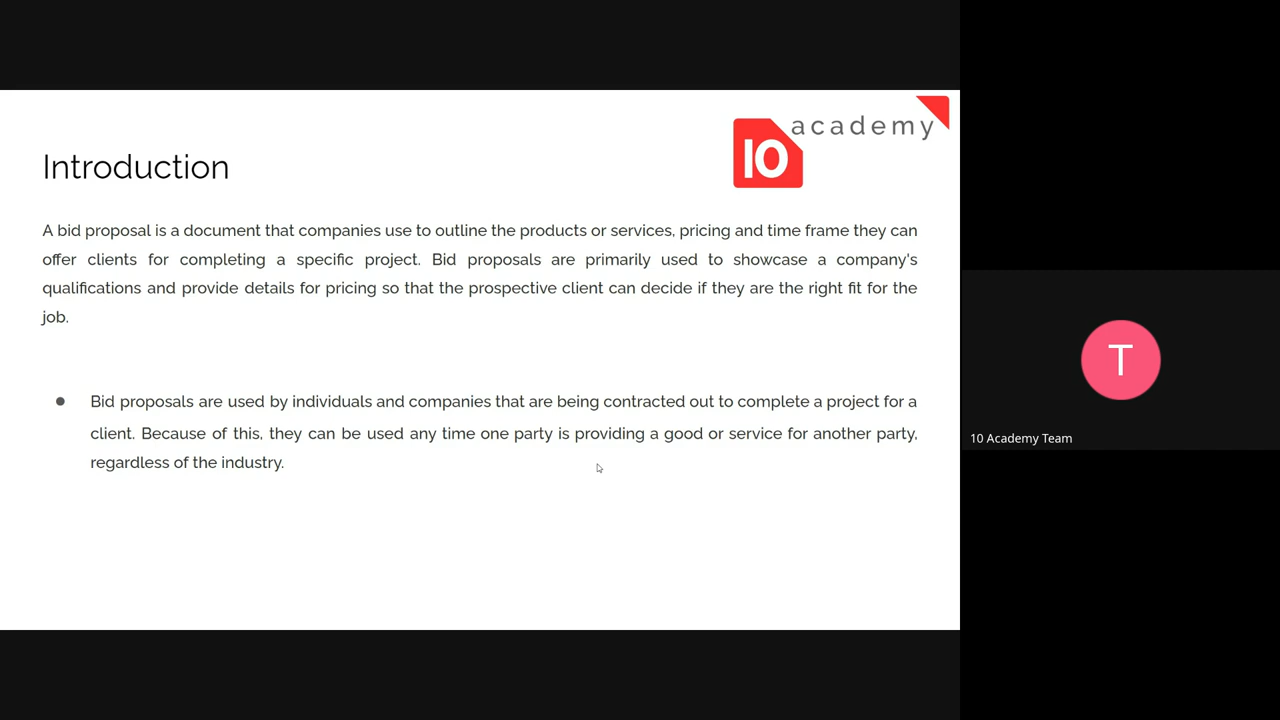 academy
10
Introduction
A bid proposal is a document that companies use to outline the products or services, pricing and time frame they can
offer clients for completing a specific project. Bid proposals are primarily used to showcase a company's
qualifications and provide details for pricing so that the prospective client can decide if they are the right fit for the
job.
● Bid proposals are used by individuals and companies that are being contracted out to complete a project for a
client. Because of this, they can be used any time one party is providing a good or service for another party,
regardless of the industry.
T
10 Academy Team